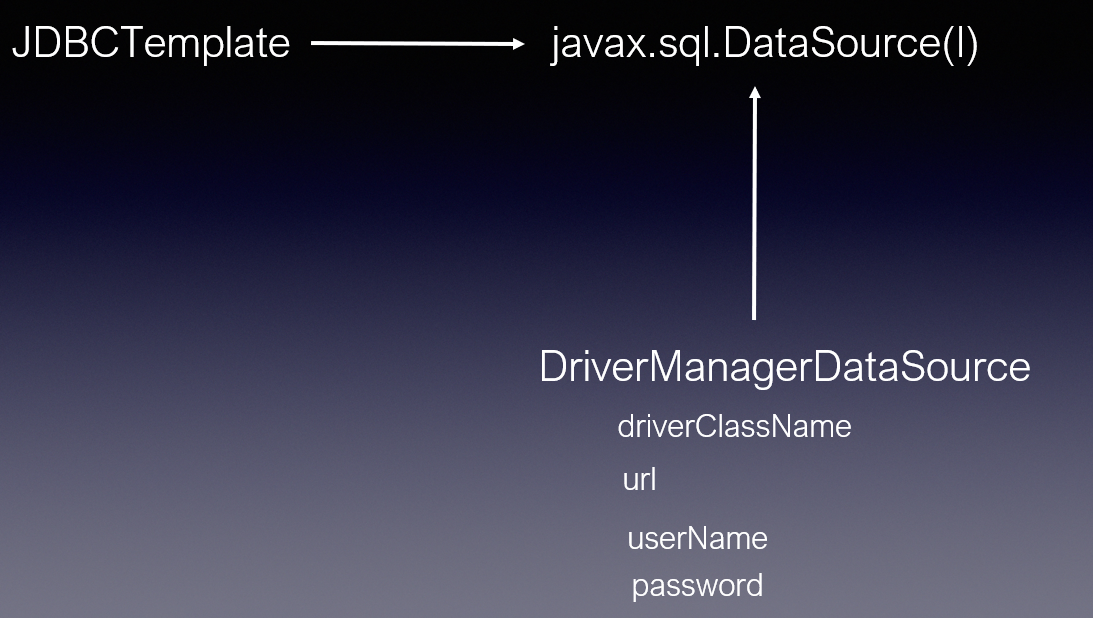 JDBCTemplate
javax.sql.DataSource(I)
DriverManagerDataSource
driverClassName
url
userName
password